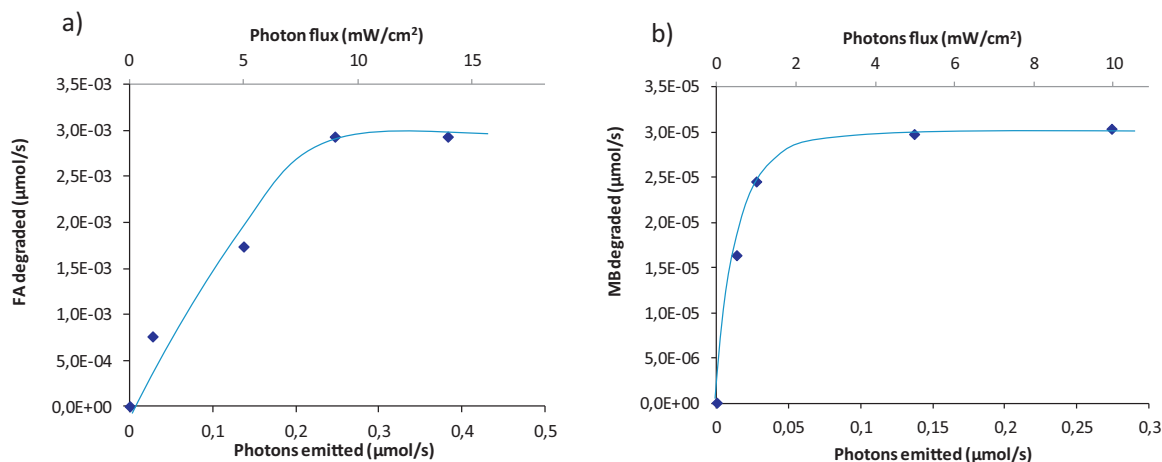 a)
Photon flux (mW/cm²)
0 5 10 15
3,5E-03
3,0E-03
2,5E-03
2,0E-03
1,5E-03
1,0E-03
5,0E-04
0,0E+00
FA degraded (µmol/s)
0 0,1 0,2 0,3 0,4 0,5
Photons emitted (µmol/s)
b)
Photons flux (mW/cm²)
0 2 4 6 8 10
3,5E-05
3,0E-05
2,5E-05
2,0E-05
1,5E-05
1,0E-05
5,0E-06
0,0E+00
MB degraded (µmol/s)
0 0,05 0,1 0,15 0,2 0,25 0,3
Photons emitted (µmol/s)